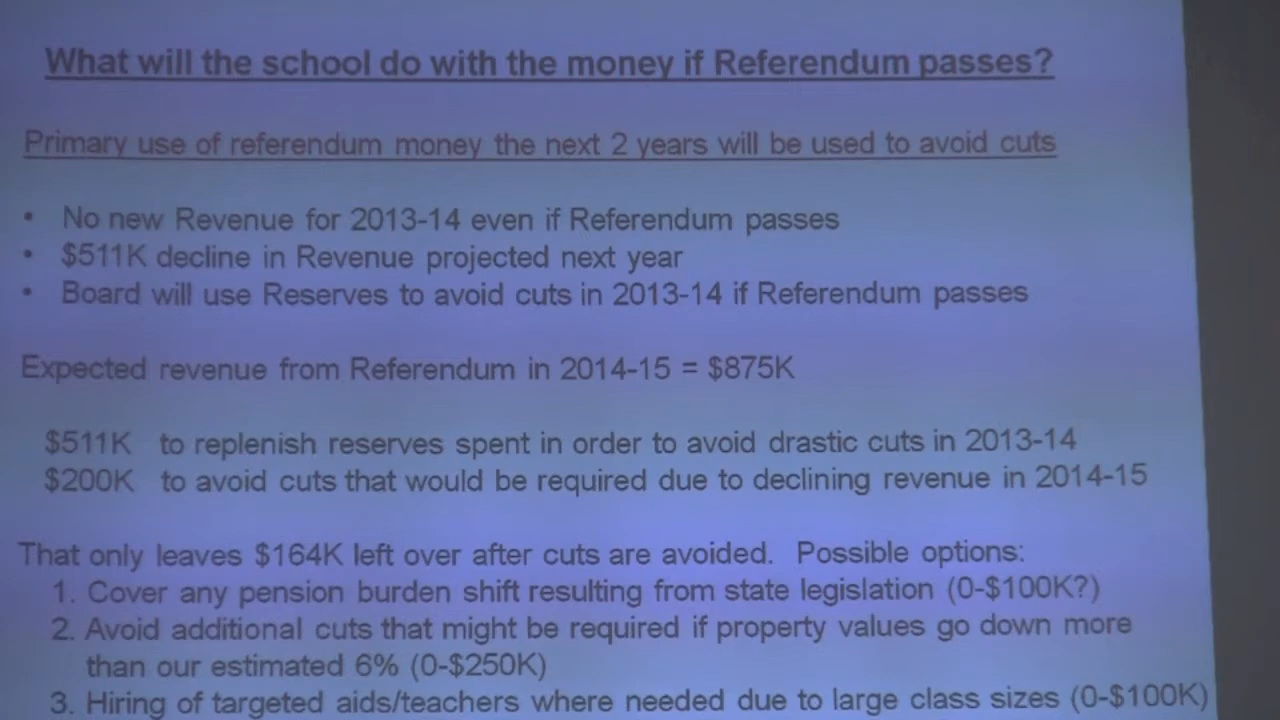 What will the school do with the money if Referendum passes?
Primary use of referendum money the next 2 years will be used to avoid cuts
• No new Revenue for 2013-14 even if Referendum passes
• $511K decline in Revenue projected next year
• Board will use Reserves to avoid cuts in 2013-14 if Referendum passes
Expected revenue from Referendum in 2014-15 = $875K
$511K to replenish reserves spent in order to avoid drastic cuts in 2013-14
$200K to avoid cuts that would be required due to declining revenue in 2014-15
That only leaves $164K left over after cuts are avoided. Possible options:
1. Cover any pension burden shift resulting from state legislation (0-$100K?)
2. Avoid additional cuts that might be required if property values go down more
than our estimated 6% (0-$250K)
3. Hiring of targeted aids/teachers where needed due to large class sizes (0-$100K)